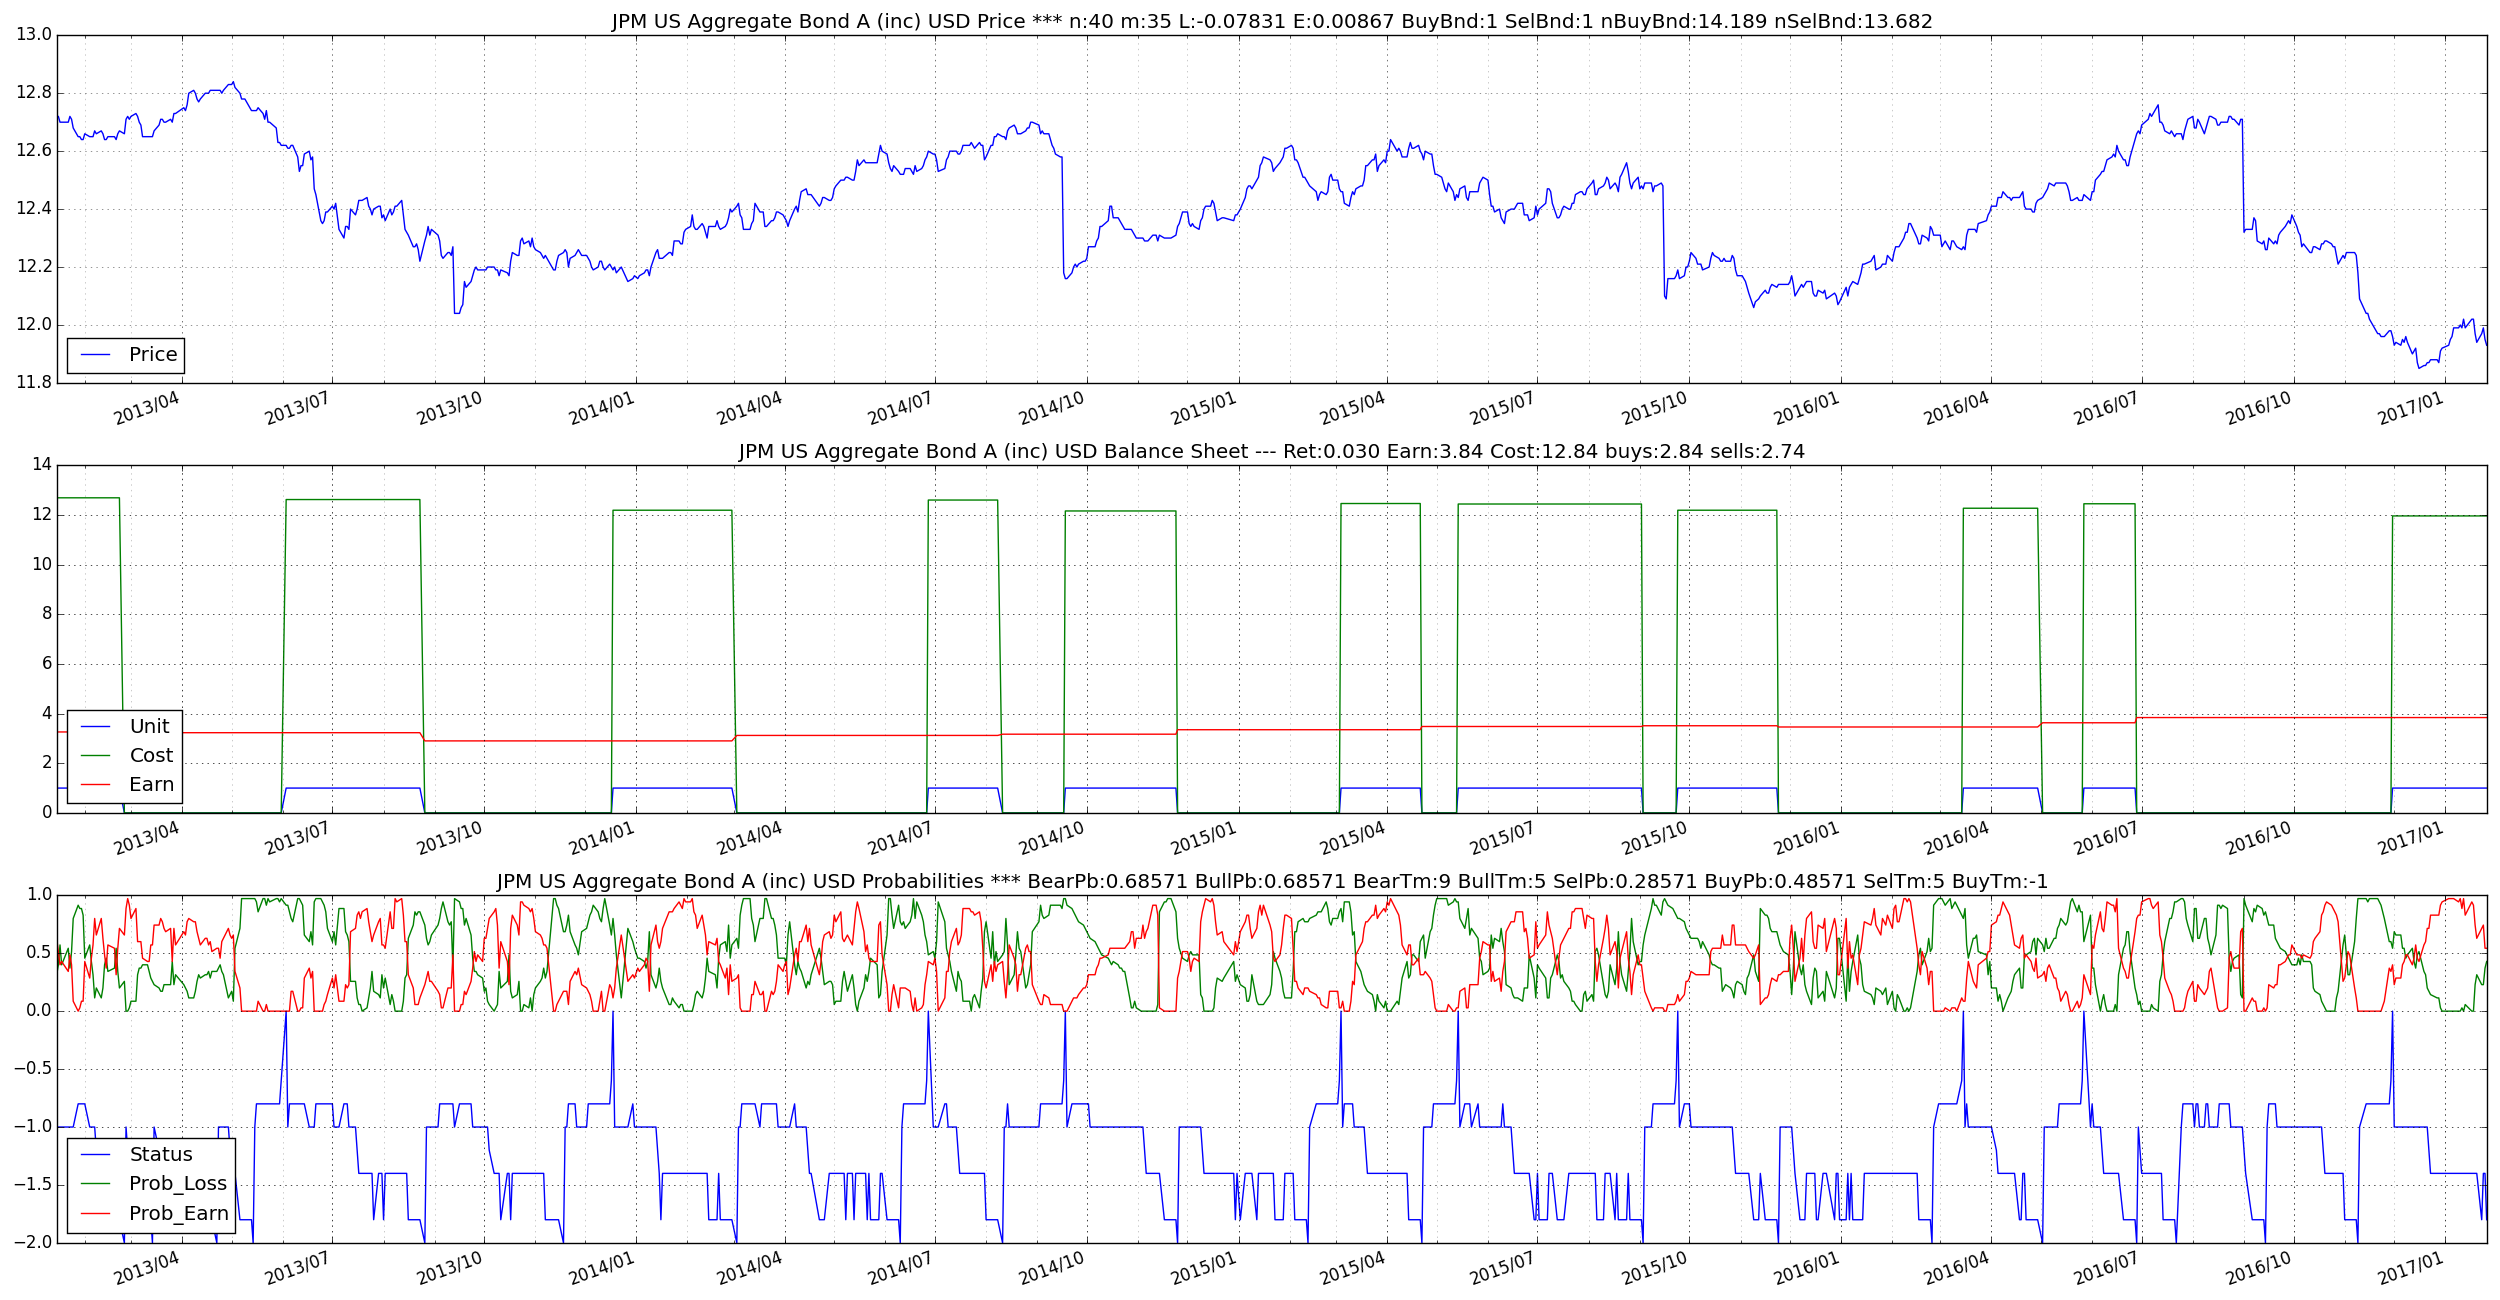 JPM US Aggregate Bond A (inc) USD Price *** n:40 m:35 L:-0.07831 E:0.00867 BuyBnd:1 SelBnd:1 nBuyBnd:14.189 nSelBnd:13.682
13.0
12.8
12.6
12.4
12.2
12.0
11.8
Price
2013/04 2013/07 2013/10 2014/01 2014/04 2014/07 2014/10 2015/01 2015/04 2015/07 2015/10 2016/01 2016/04 2016/07 2016/10 2017/01
JPM US Aggregate Bond A (inc) USD Balance Sheet --- Ret:0.030 Earn:3.84 Cost:12.84 buys:2.84 sells:2.74
14
12
10
8
6
4
2
0
Unit
Cost
Earn
2013/04 2013/07 2013/10 2014/01 2014/04 2014/07 2014/10 2015/01 2015/04 2015/07 2015/10 2016/01 2016/04 2016/07 2016/10 2017/01
JPM US Aggregate Bond A (inc) USD Probabilities *** BearPb:0.68571 BullPb:0.68571 BearTm:9 BullTm:5 SelPb:0.28571 BuyPb:0.48571 SelTm:5 BuyTm:-1
1.0
0.5
0.0
−0.5
−1.0
−1.5
−2.0
Status
Prob_Loss
Prob_Earn
2013/04 2013/07 2013/10 2014/01 2014/04 2014/07 2014/10 2015/01 2015/04 2015/07 2015/10 2016/01 2016/04 2016/07 2016/10 2017/01